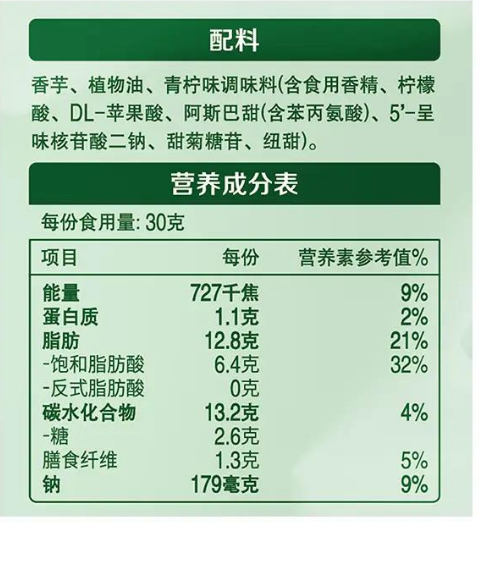 配料
香芋、植物油、青柠味调味料(含食用香精、柠檬
酸、DL-苹果酸、阿斯巴甜(含苯丙氨酸)、5’-呈
味核苷酸二钠、甜菊糖苷、纽甜)。
营养成分表
每份食用量: 30克
项目 每份 营养素参考值%
能量 727千焦 9%
蛋白质 1.1克 2%
脂肪 12.8克 21%
-饱和脂肪酸 6.4克 32%
-反式脂肪酸 0克
碳水化合物 13.2克 4%
-糖 2.6克
膳食纤维 1.3克 5%
钠 179毫克 9%